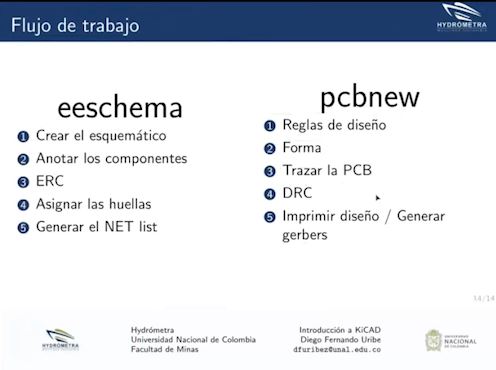 Flujo de trabajo
HYDRÓMETRA
eeschema
1 Crear el esquemático
2 Anotar los componentes
3 ERC
4 Asignar las huellas
5 Generar el NET list
pcbnew
1 Reglas de diseño
2 Forma
3 Trazar la PCB
4 DRC
5 Imprimir diseño / Generar
gerbers
14/14
HYDRÓMETRA
Hydrómetra
Universidad Nacional de Colombia
Facultad de Minas
Introducción a KiCAD
Diego Fernando Uribe
dfuribez@unal.edu.co
UNIVERSIDAD
NACIONAL
DE COLOMBIA